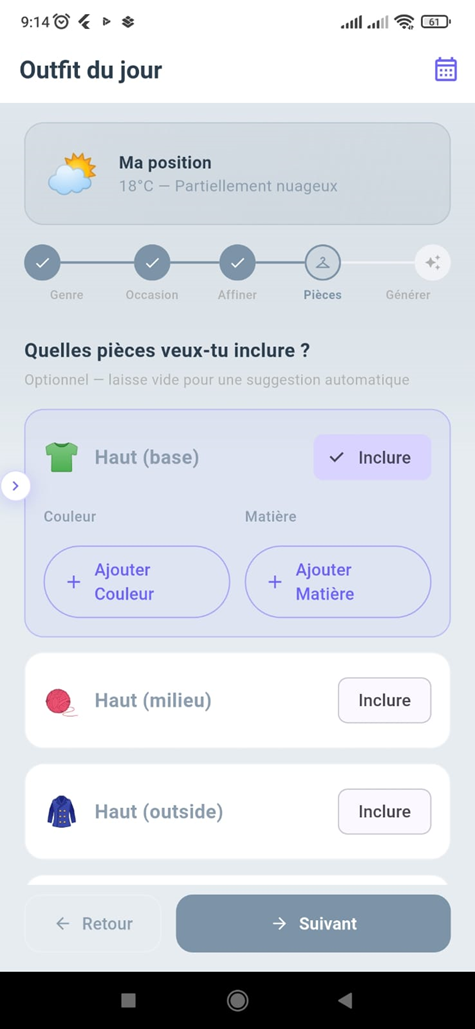 9:14
61
Outfit du jour
Ma position
18°C — Partiellement nuageux
Genre
Occasion
Affiner
Pièces
Générer
Quelles pièces veux-tu inclure ?
Optionnel — laisse vide pour une suggestion automatique
Haut (base)
Inclure
Couleur
Matière
Ajouter
Couleur
Ajouter
Matière
Haut (milieu)
Inclure
Haut (outside)
Inclure
Retour
Suivant